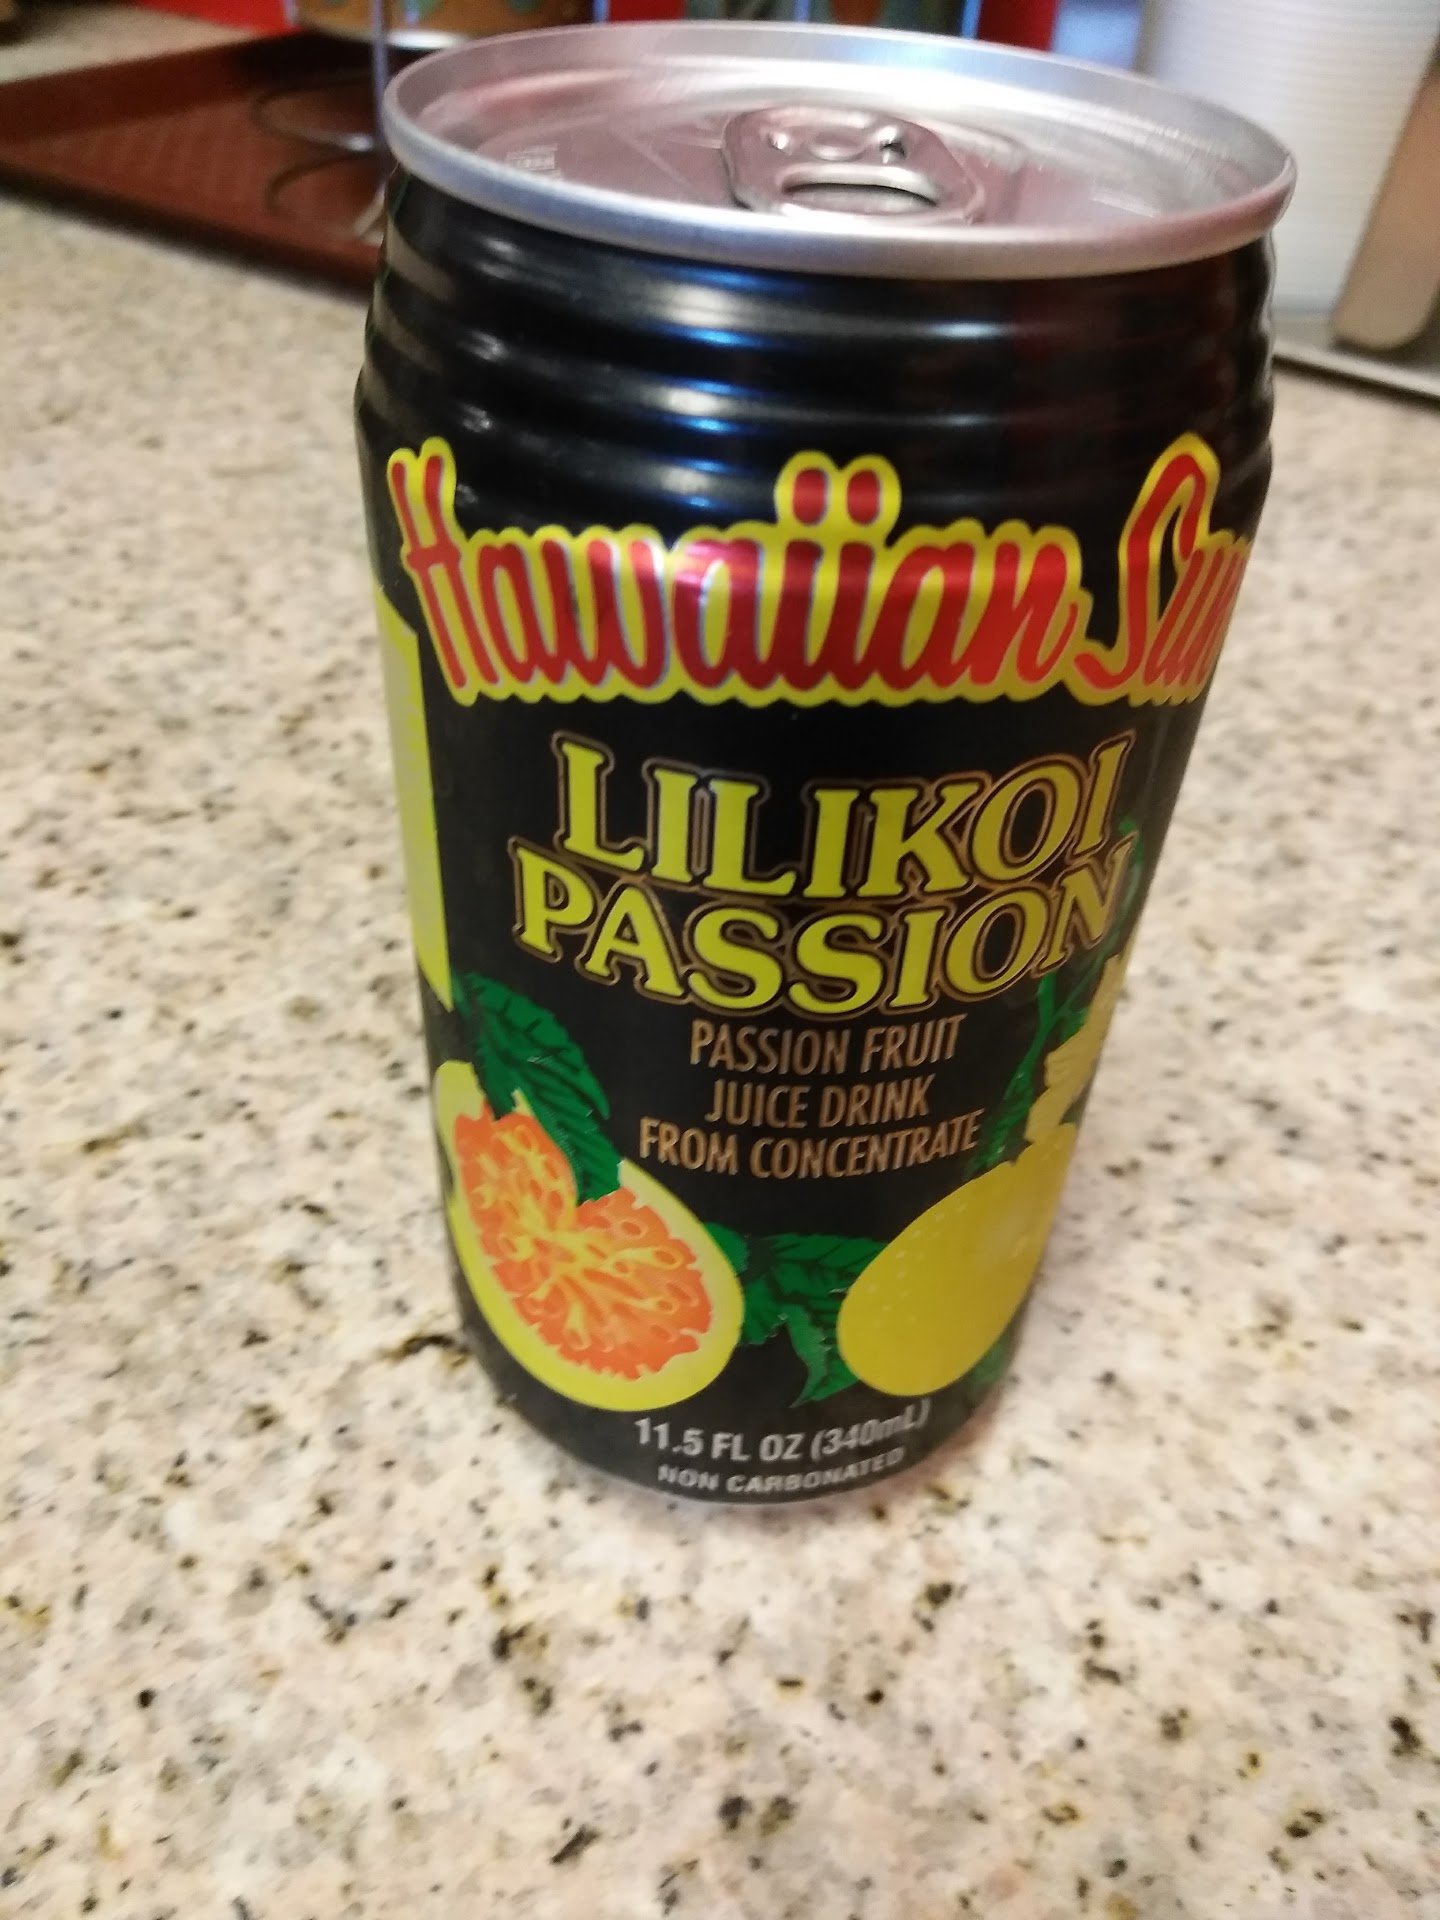 Hawaiian Sun
LILIKOI
PASSION
PASSION FRUIT
JUICE DRINK
FROM CONCENTRATE
11.5 FL OZ (340mL)
NON CARBONATED